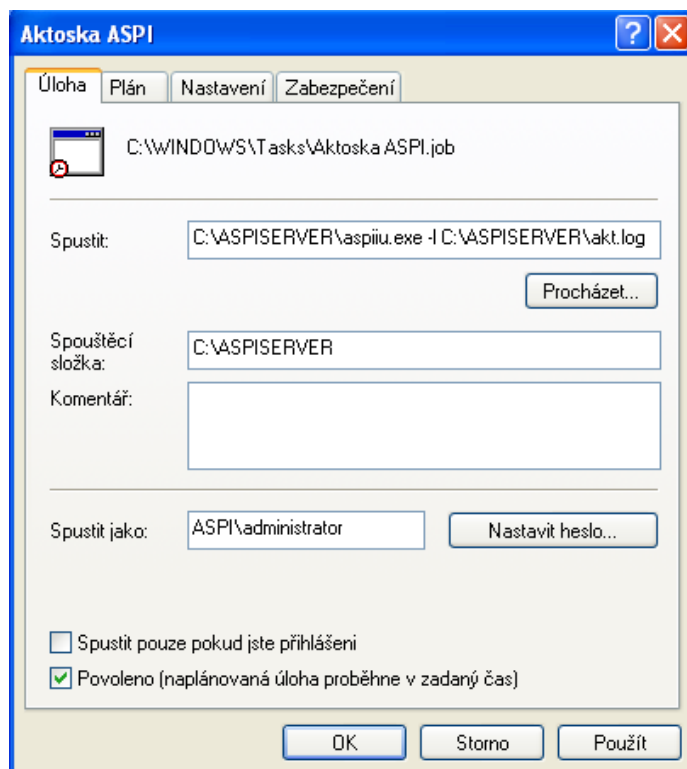 Aktoska ASPI
Úloha Plán Nastavení Zabezpečení
C:\WINDOWS\Tasks\Aktoska ASPI.job
Spustit: C:\ASPISERVER\aspiiu.exe -l C:\ASPISERVER\akt.log
Procházet...
Spouštěcí
složka: C:\ASPISERVER
Komentář:
Spustit jako: ASPI\administrator Nastavit heslo...
Spustit pouze pokud jste přihlášeni
Povoleno (naplánovaná úloha proběhne v zadaný čas)
OK Storno Použít